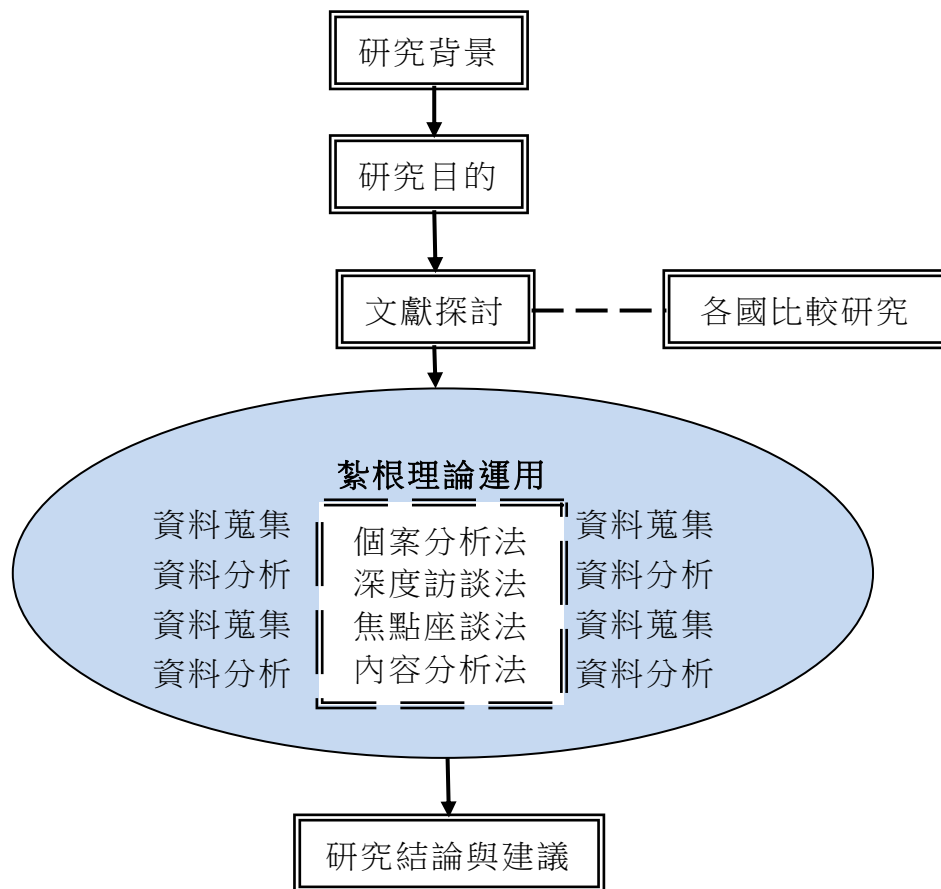 研究背景
研究目的
文獻探討
各國比較研究
紮根理論運用
資料蒐集
資料分析
資料蒐集
資料分析
個案分析法
深度訪談法
焦點座談法
內容分析法
資料蒐集
資料分析
資料蒐集
資料分析
研究結論與建議